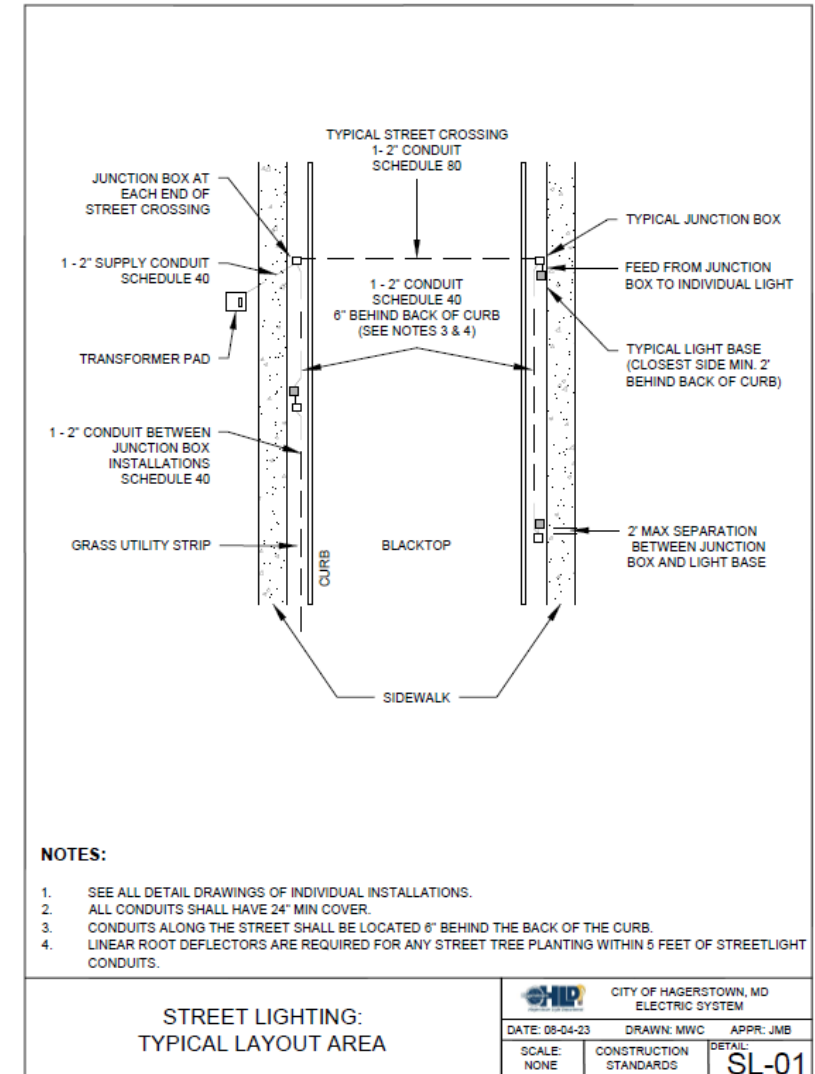 TYPICAL STREET CROSSING
1- 2" CONDUIT
SCHEDULE 80
JUNCTION BOX AT
EACH END OF
STREET CROSSING
1 - 2" SUPPLY CONDUIT
SCHEDULE 40
TRANSFORMER PAD
1 - 2" CONDUIT BETWEEN
JUNCTION BOX
INSTALLATIONS
SCHEDULE 40
GRASS UTILITY STRIP
1 - 2" CONDUIT
SCHEDULE 40
6" BEHIND BACK OF CURB
(SEE NOTES 3 & 4)
CURB
BLACKTOP
TYPICAL JUNCTION BOX
FEED FROM JUNCTION
BOX TO INDIVIDUAL LIGHT
TYPICAL LIGHT BASE
(CLOSEST SIDE MIN. 2'
BEHIND BACK OF CURB)
2' MAX SEPARATION
BETWEEN JUNCTION
BOX AND LIGHT BASE
SIDEWALK
NOTES:
1. SEE ALL DETAIL DRAWINGS OF INDIVIDUAL INSTALLATIONS.
2. ALL CONDUITS SHALL HAVE 24" MIN COVER.
3. CONDUITS ALONG THE STREET SHALL BE LOCATED 6" BEHIND THE BACK OF THE CURB.
4. LINEAR ROOT DEFLECTORS ARE REQUIRED FOR ANY STREET TREE PLANTING WITHIN 5 FEET OF STREETLIGHT
CONDUITS.
STREET LIGHTING:
TYPICAL LAYOUT AREA
HLD
CITY OF HAGERSTOWN, MD
ELECTRIC SYSTEM
DATE: 08-04-23 DRAWN: MWC APPR: JMB
SCALE:
NONE
CONSTRUCTION
STANDARDS
DETAIL:
SL-01